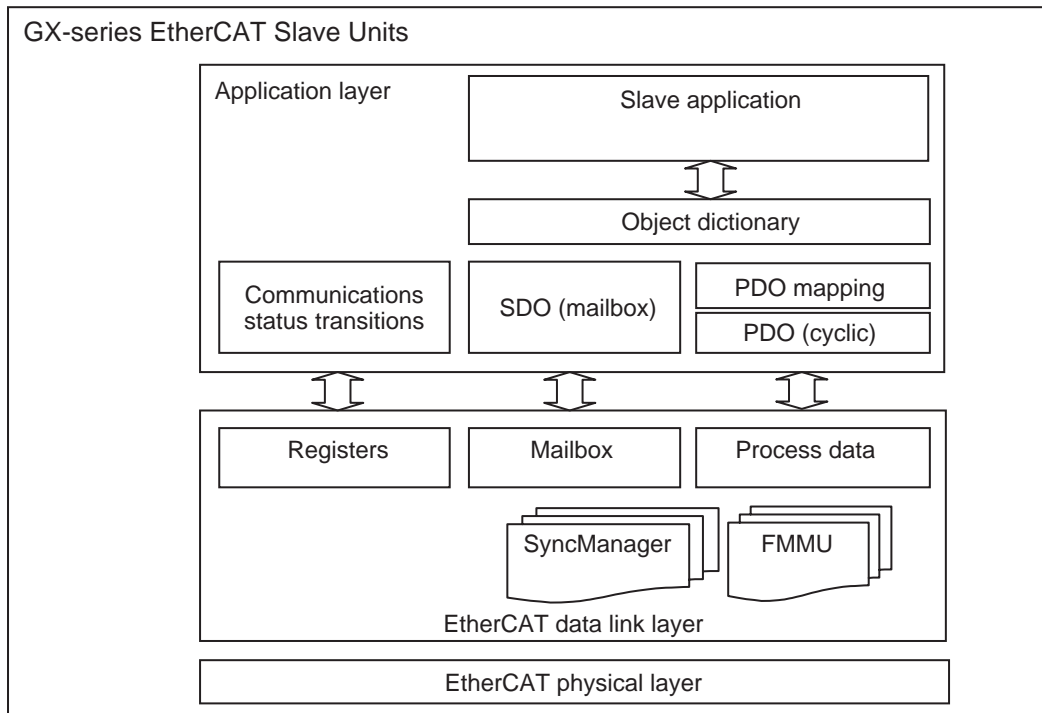 GX-series EtherCAT Slave Units
Application layer
Slave application
Object dictionary
Communications
status transitions
SDO (mailbox)
PDO mapping
PDO (cyclic)
Registers
Mailbox
Process data
SyncManager
FMMU
EtherCAT data link layer
EtherCAT physical layer